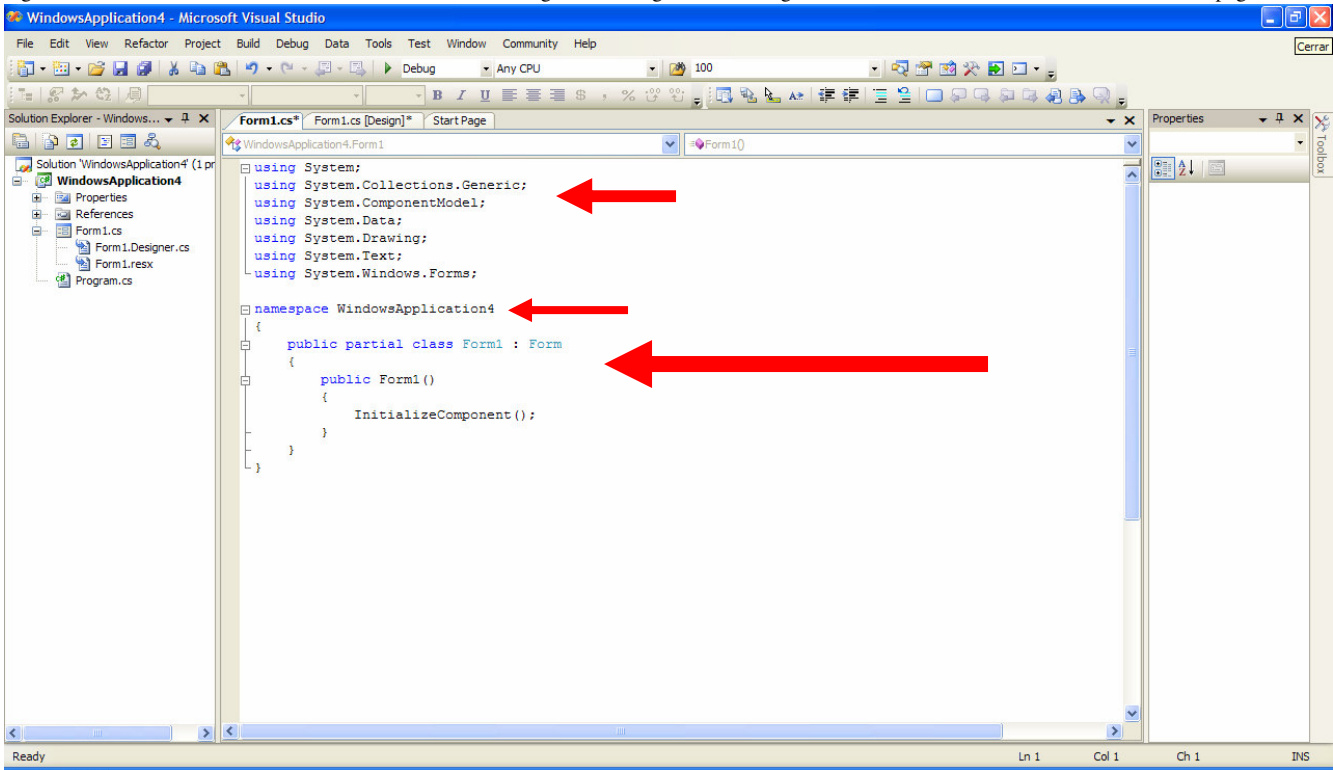 WindowsApplication4 - Microsoft Visual Studio
File Edit View Refactor Project Build Debug Data Tools Test Window Community Help
Cerrar
Debug Any CPU 100
Solution Explorer - Windows...
Form1.cs* Form1.cs [Design]* Start Page
Properties
Toolbox
WindowsApplication4.Form1 Form1()
Solution 'WindowsApplication4' (1 pr
WindowsApplication4
Properties
References
Form1.cs
Form1.Designer.cs
Form1.resx
Program.cs
using System;
using System.Collections.Generic;
using System.ComponentModel;
using System.Data;
using System.Drawing;
using System.Text;
using System.Windows.Forms;
namespace WindowsApplication4
{
public partial class Form1 : Form
{
public Form1()
{
InitializeComponent();
}
}
}
Ready Ln 1 Col 1 Ch 1 INS